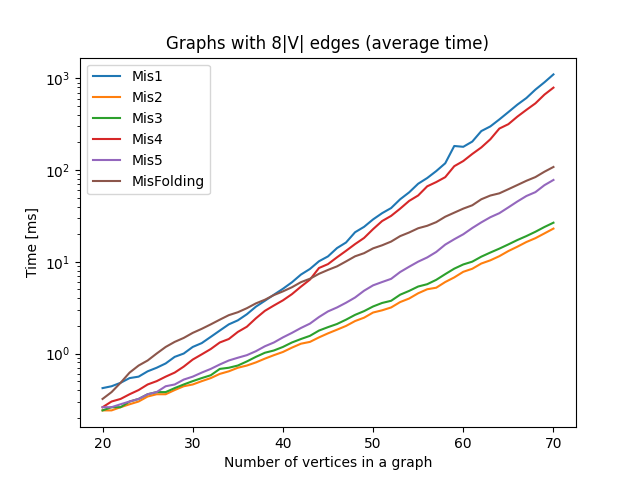 Graphs with 8|V| edges (average time)
Mis1
Mis2
Mis3
Mis4
Mis5
MisFolding
10³
10²
10¹
10⁰
Time [ms]
20 30 40 50 60 70
Number of vertices in a graph